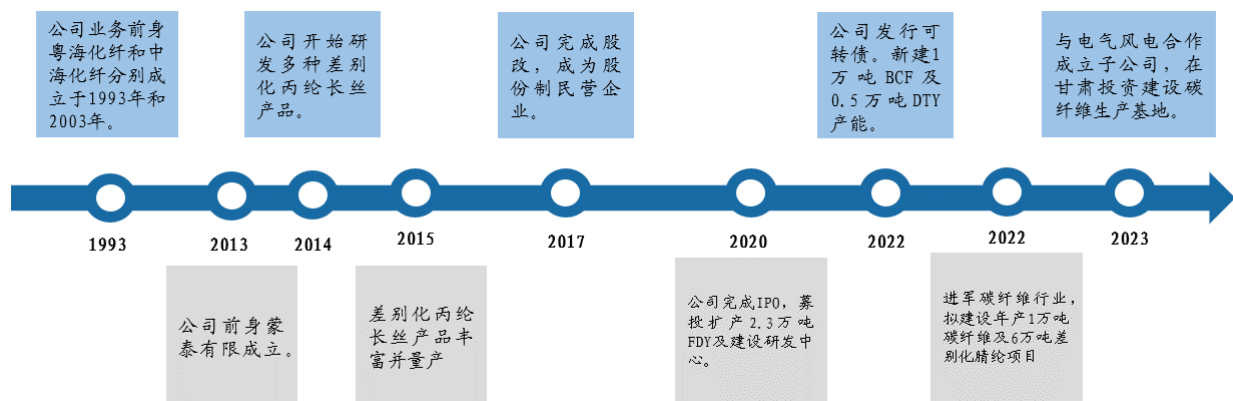 公司业务前身
粤海化纤和中
海化纤分别成
立于1993年和
2003年。
公司开始研
发多种差别
化丙纶长丝
产品。
公司完成股
改，成为股
份制民营企
业。
公司发行可
转债。新建1
万吨BCF及
0.5万吨DTY
产能。
与电气风电合作
成立子公司，在
甘肃投资建设碳
纤维生产基地。
1993
2013
2014
2015
2017
2020
2022
2022
2023
公司前身蒙
泰有限成立。
差别化丙纶
长丝产品丰
富并量产
公司完成IPO，募
投扩产2.3万吨
FDY及建设研发中
心。
进军碳纤维行业，
拟建设年产1万吨
碳纤维及6万吨差
别化腈纶项目